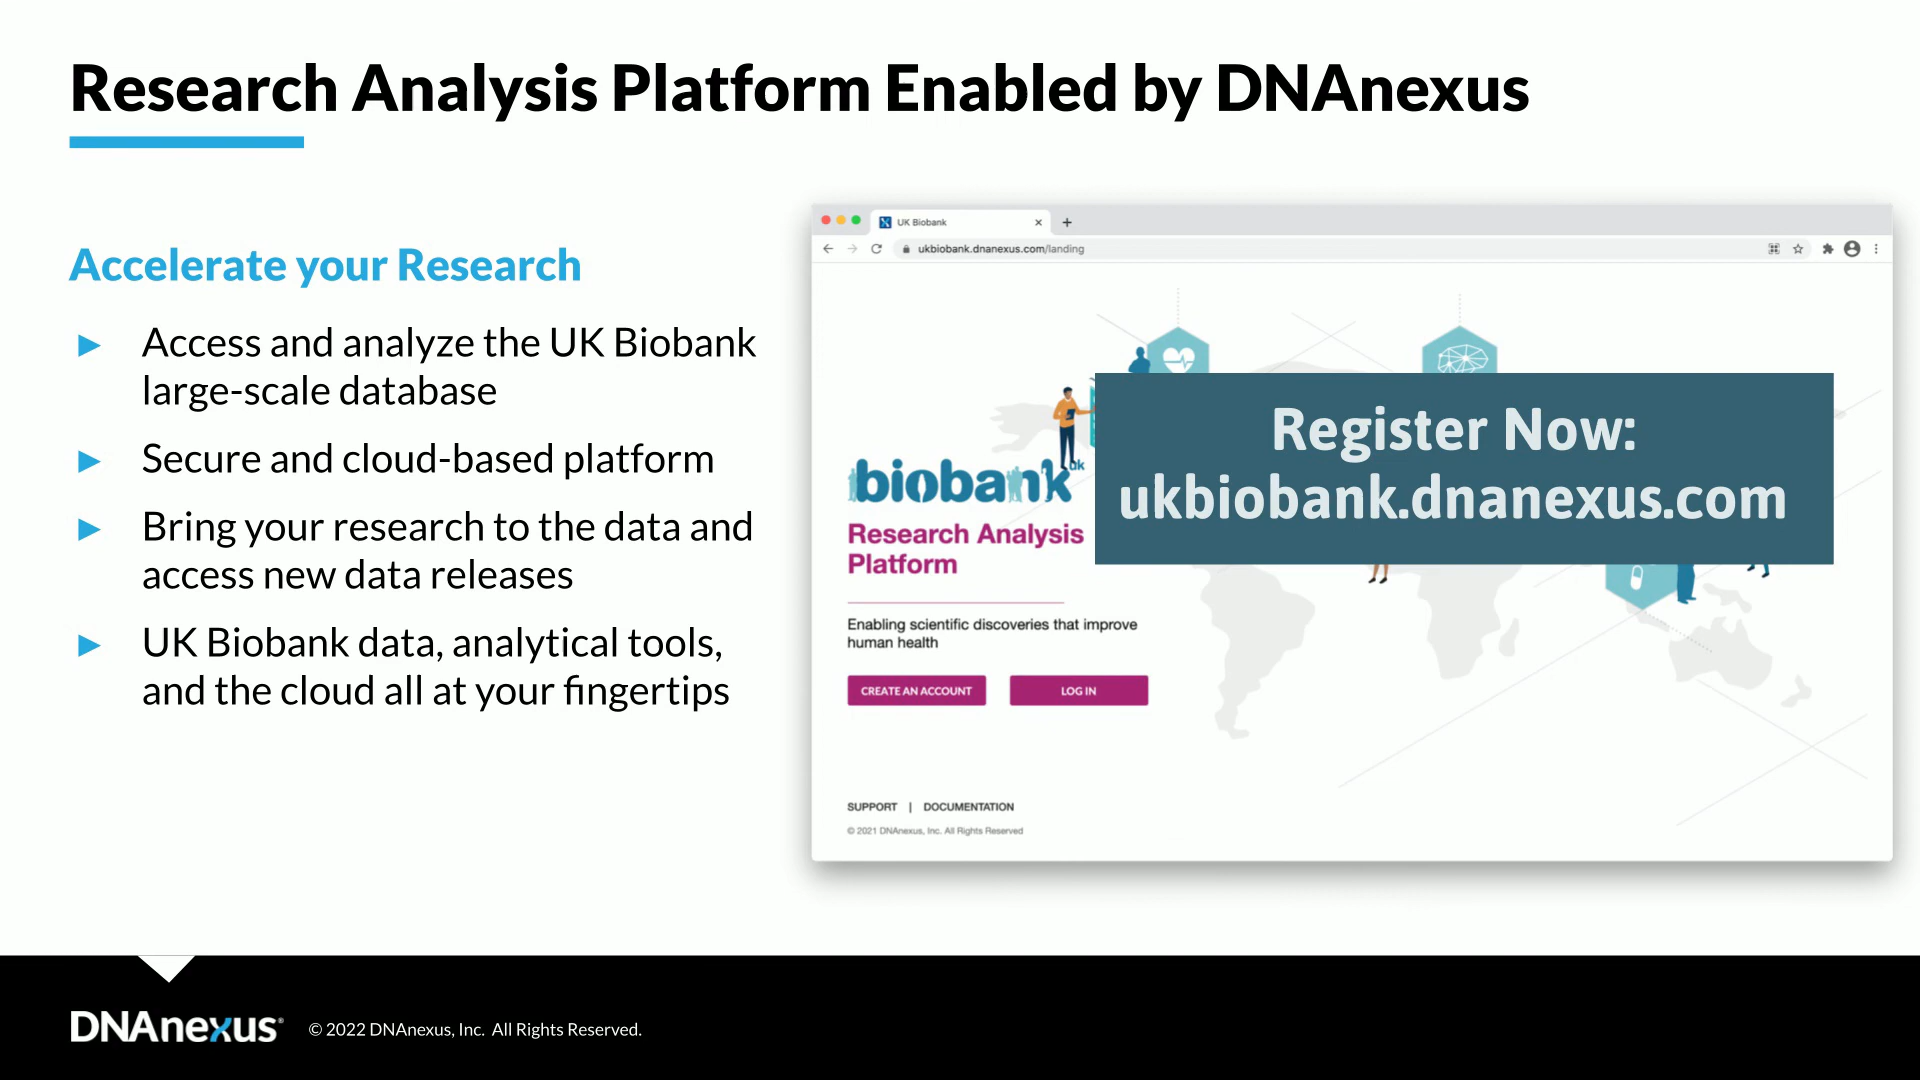 Research Analysis Platform Enabled by DNAnexus
Accelerate your Research
► Access and analyze the UK Biobank
large-scale database
► Secure and cloud-based platform
► Bring your research to the data and
access new data releases
► UK Biobank data, analytical tools,
and the cloud all at your fingertips
UK Biobank
ukbiobank.dnanexus.com/landing
Register Now:
ukbiobank.dnanexus.com
biobank uk
Research Analysis
Platform
Enabling scientific discoveries that improve
human health
CREATE AN ACCOUNT LOG IN
SUPPORT | DOCUMENTATION
© 2021 DNAnexus, Inc. All Rights Reserved
DNAnexus® © 2022 DNAnexus, Inc. All Rights Reserved.